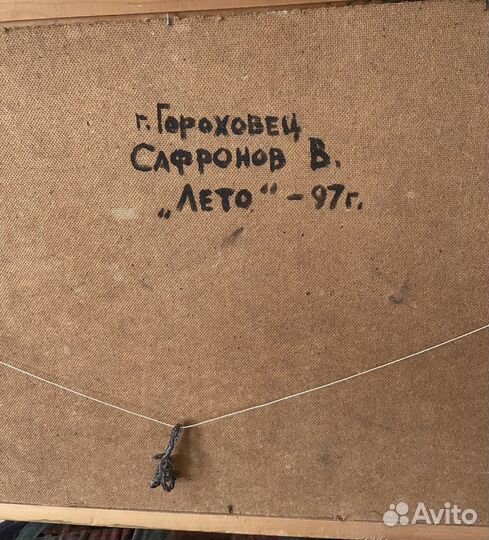 г. Гороховец
Сафронов В.
„Лето“ – 97г.
Avito